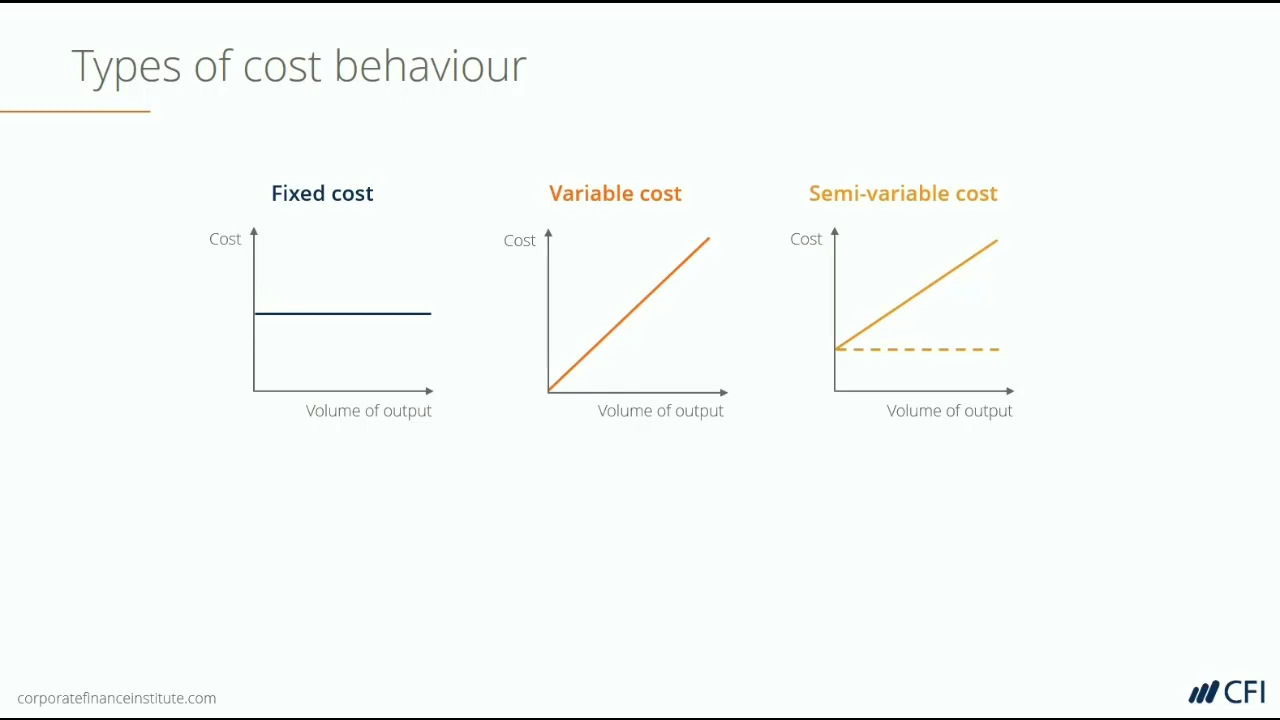 Types of cost behaviour
Fixed cost
Cost
Volume of output
Variable cost
Cost
Volume of output
Semi-variable cost
Cost
Volume of output
corporatefinanceinstitute.com
CFI